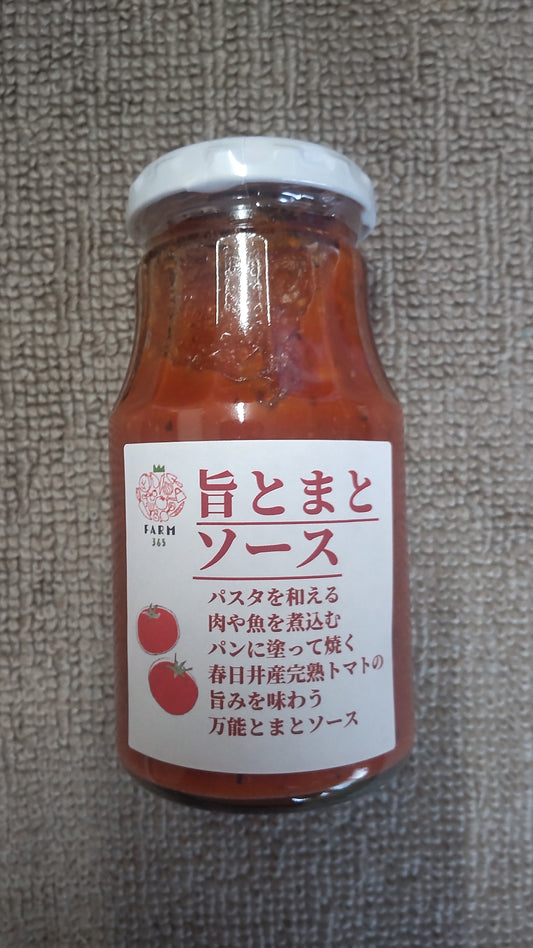 旨とまと
ソース
FARM
365
パスタを和える
肉や魚を煮込む
パンに塗って焼く
春日井産完熟トマトの
旨みを味わう
万能とまとソース